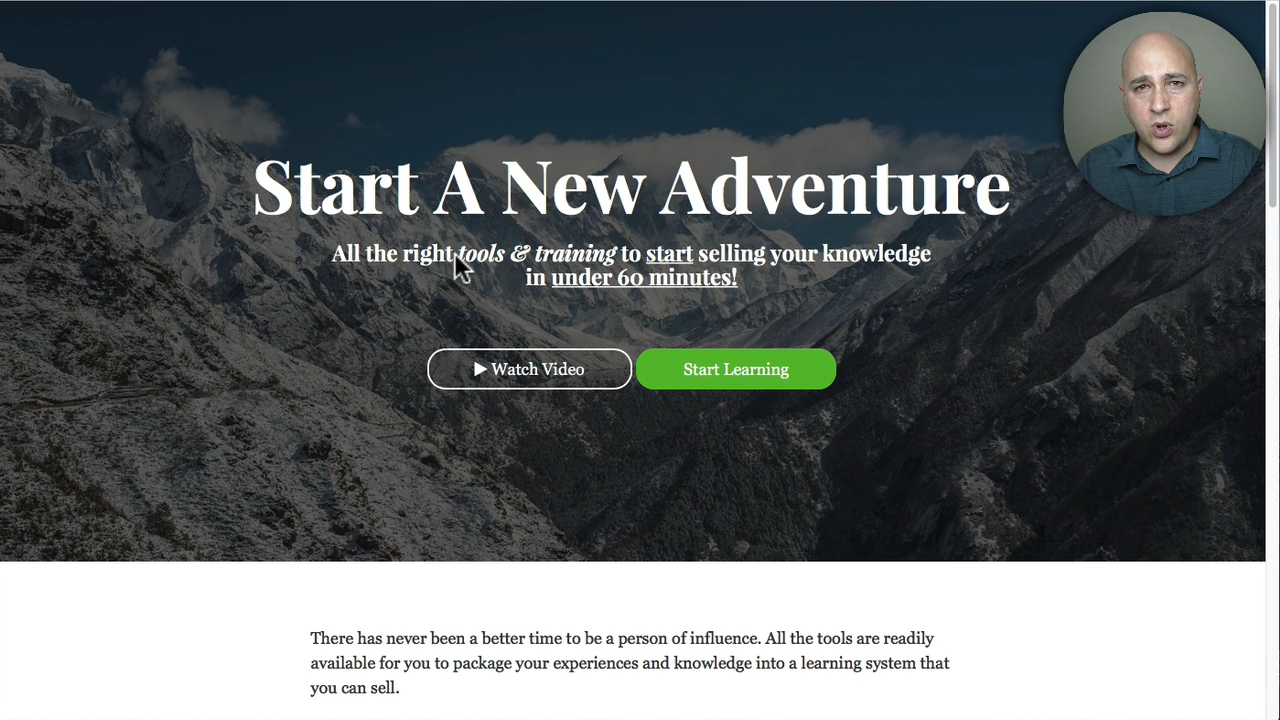 Start A New Adventure
All the right tools & training to start selling your knowledge
in under 60 minutes!
Watch Video
Start Learning
There has never been a better time to be a person of influence. All the tools are readily
available for you to package your experiences and knowledge into a learning system that
you can sell.